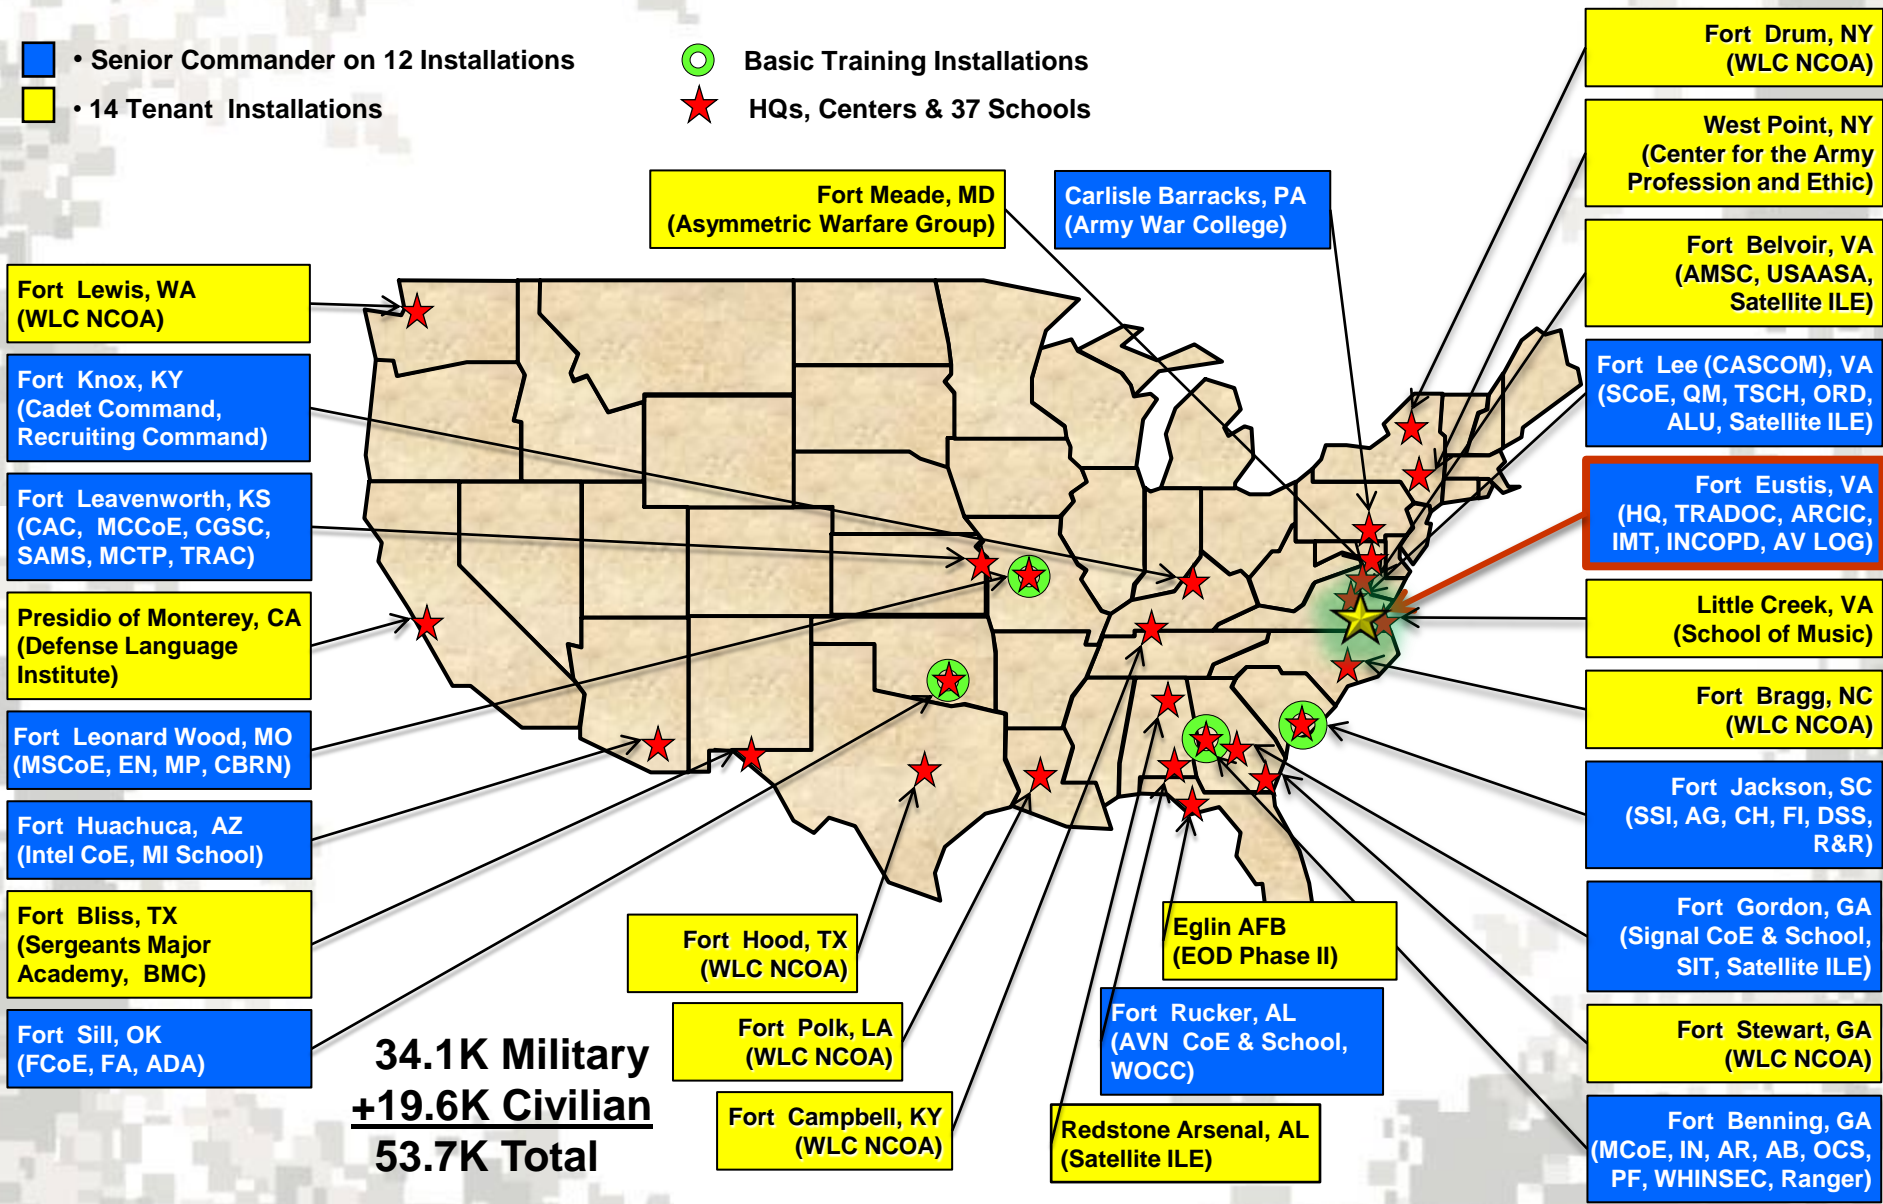 • Senior Commander on 12 Installations
• 14 Tenant Installations
Basic Training Installations
HQs, Centers & 37 Schools
Fort Meade, MD
(Asymmetric Warfare Group)
Carlisle Barracks, PA
(Army War College)
Fort Lewis, WA
(WLC NCOA)
Fort Knox, KY
(Cadet Command,
Recruiting Command)
Fort Leavenworth, KS
(CAC, MCCoE, CGSC,
SAMS, MCTP, TRAC)
Presidio of Monterey, CA
(Defense Language
Institute)
Fort Leonard Wood, MO
(MSCoE, EN, MP, CBRN)
Fort Huachuca, AZ
(Intel CoE, MI School)
Fort Bliss, TX
(Sergeants Major
Academy, BMC)
Fort Sill, OK
(FCoE, FA, ADA)
34.1K Military
+19.6K Civilian
53.7K Total
Fort Hood, TX
(WLC NCOA)
Fort Polk, LA
(WLC NCOA)
Fort Campbell, KY
(WLC NCOA)
Eglin AFB
(EOD Phase II)
Fort Rucker, AL
(AVN CoE & School,
WOCC)
Redstone Arsenal, AL
(Satellite ILE)
Fort Drum, NY
(WLC NCOA)
West Point, NY
(Center for the Army
Profession and Ethic)
Fort Belvoir, VA
(AMSC, USAASA,
Satellite ILE)
Fort Lee (CASCOM), VA
(SCoE, QM, TSCH, ORD,
ALU, Satellite ILE)
Fort Eustis, VA
(HQ, TRADOC, ARCIC,
IMT, INCOPD, AV LOG)
Little Creek, VA
(School of Music)
Fort Bragg, NC
(WLC NCOA)
Fort Jackson, SC
(SSI, AG, CH, FI, DSS,
R&R)
Fort Gordon, GA
(Signal CoE & School,
SIT, Satellite ILE)
Fort Stewart, GA
(WLC NCOA)
Fort Benning, GA
(MCoE, IN, AR, AB, OCS,
PF, WHINSEC, Ranger)